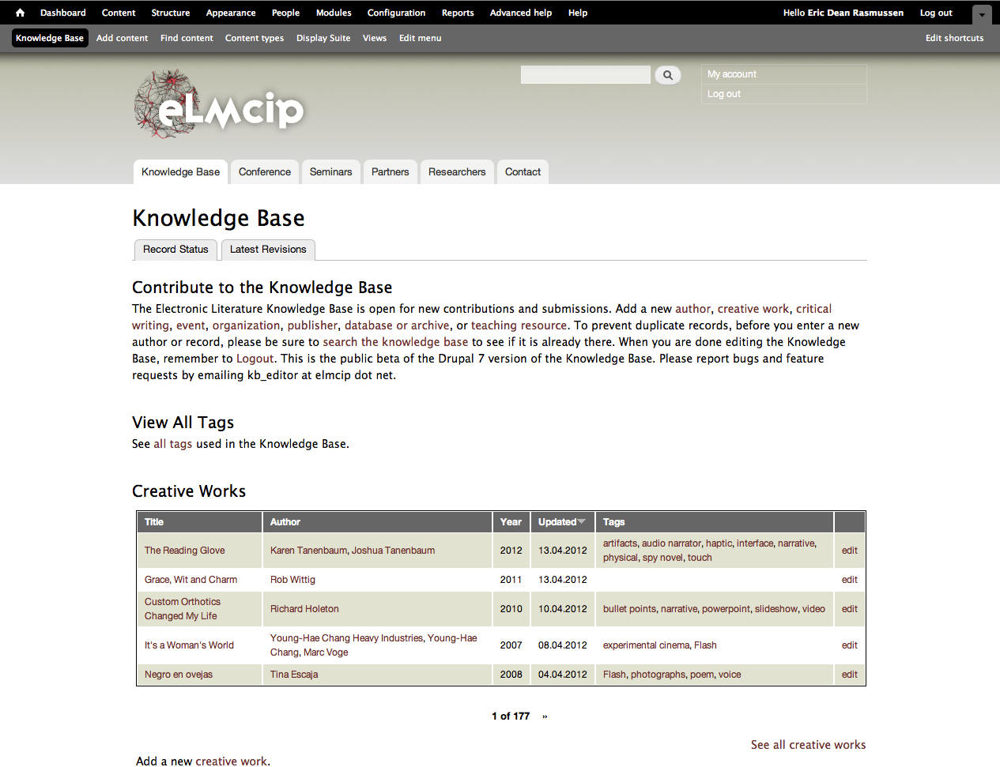 Dashboard Content Structure Appearance People Modules Configuration Reports Advanced help Help Hello Eric Dean Rasmussen Log out
Knowledge Base Add content Find content Content types Display Suite Views Edit menu Edit shortcuts
My account
Log out
eLMcip
Knowledge Base Conference Seminars Partners Researchers Contact
Knowledge Base
Record Status Latest Revisions
Contribute to the Knowledge Base
The Electronic Literature Knowledge Base is open for new contributions and submissions. Add a new author, creative work, critical
writing, event, organization, publisher, database or archive, or teaching resource. To prevent duplicate records, before you enter a new
author or record, please be sure to search the knowledge base to see if it is already there. When you are done editing the Knowledge
Base, remember to Logout. This is the public beta of the Drupal 7 version of the Knowledge Base. Please report bugs and feature
requests by emailing kb_editor at elmcip dot net.
View All Tags
See all tags used in the Knowledge Base.
Creative Works
Title Author Year Updated Tags
The Reading Glove Karen Tanenbaum, Joshua Tanenbaum 2012 13.04.2012 artifacts, audio narrator, haptic, interface, narrative,
physical, spy novel, touch edit
Grace, Wit and Charm Rob Wittig 2011 13.04.2012 edit
Custom Orthotics
Changed My Life Richard Holeton 2010 10.04.2012 bullet points, narrative, powerpoint, slideshow, video edit
It's a Woman's World Young-Hae Chang Heavy Industries, Young-Hae
Chang, Marc Voge 2007 08.04.2012 experimental cinema, Flash edit
Negro en ovejas Tina Escaja 2008 04.04.2012 Flash, photographs, poem, voice edit
1 of 177 »
See all creative works
Add a new creative work.